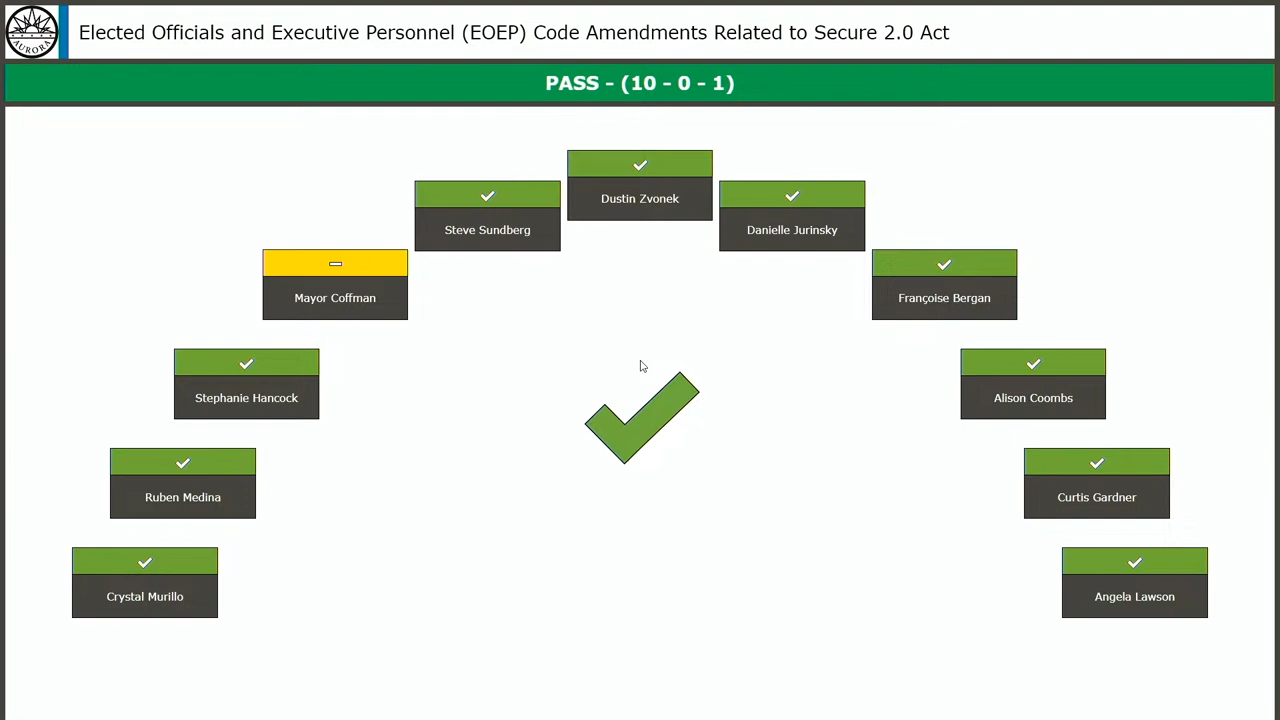 AURORA
Elected Officials and Executive Personnel (EOEP) Code Amendments Related to Secure 2.0 Act
PASS - (10 - 0 - 1)
Dustin Zvonek
Steve Sundberg
Danielle Jurinsky
Mayor Coffman
Françoise Bergan
Stephanie Hancock
Alison Coombs
Ruben Medina
Curtis Gardner
Crystal Murillo
Angela Lawson